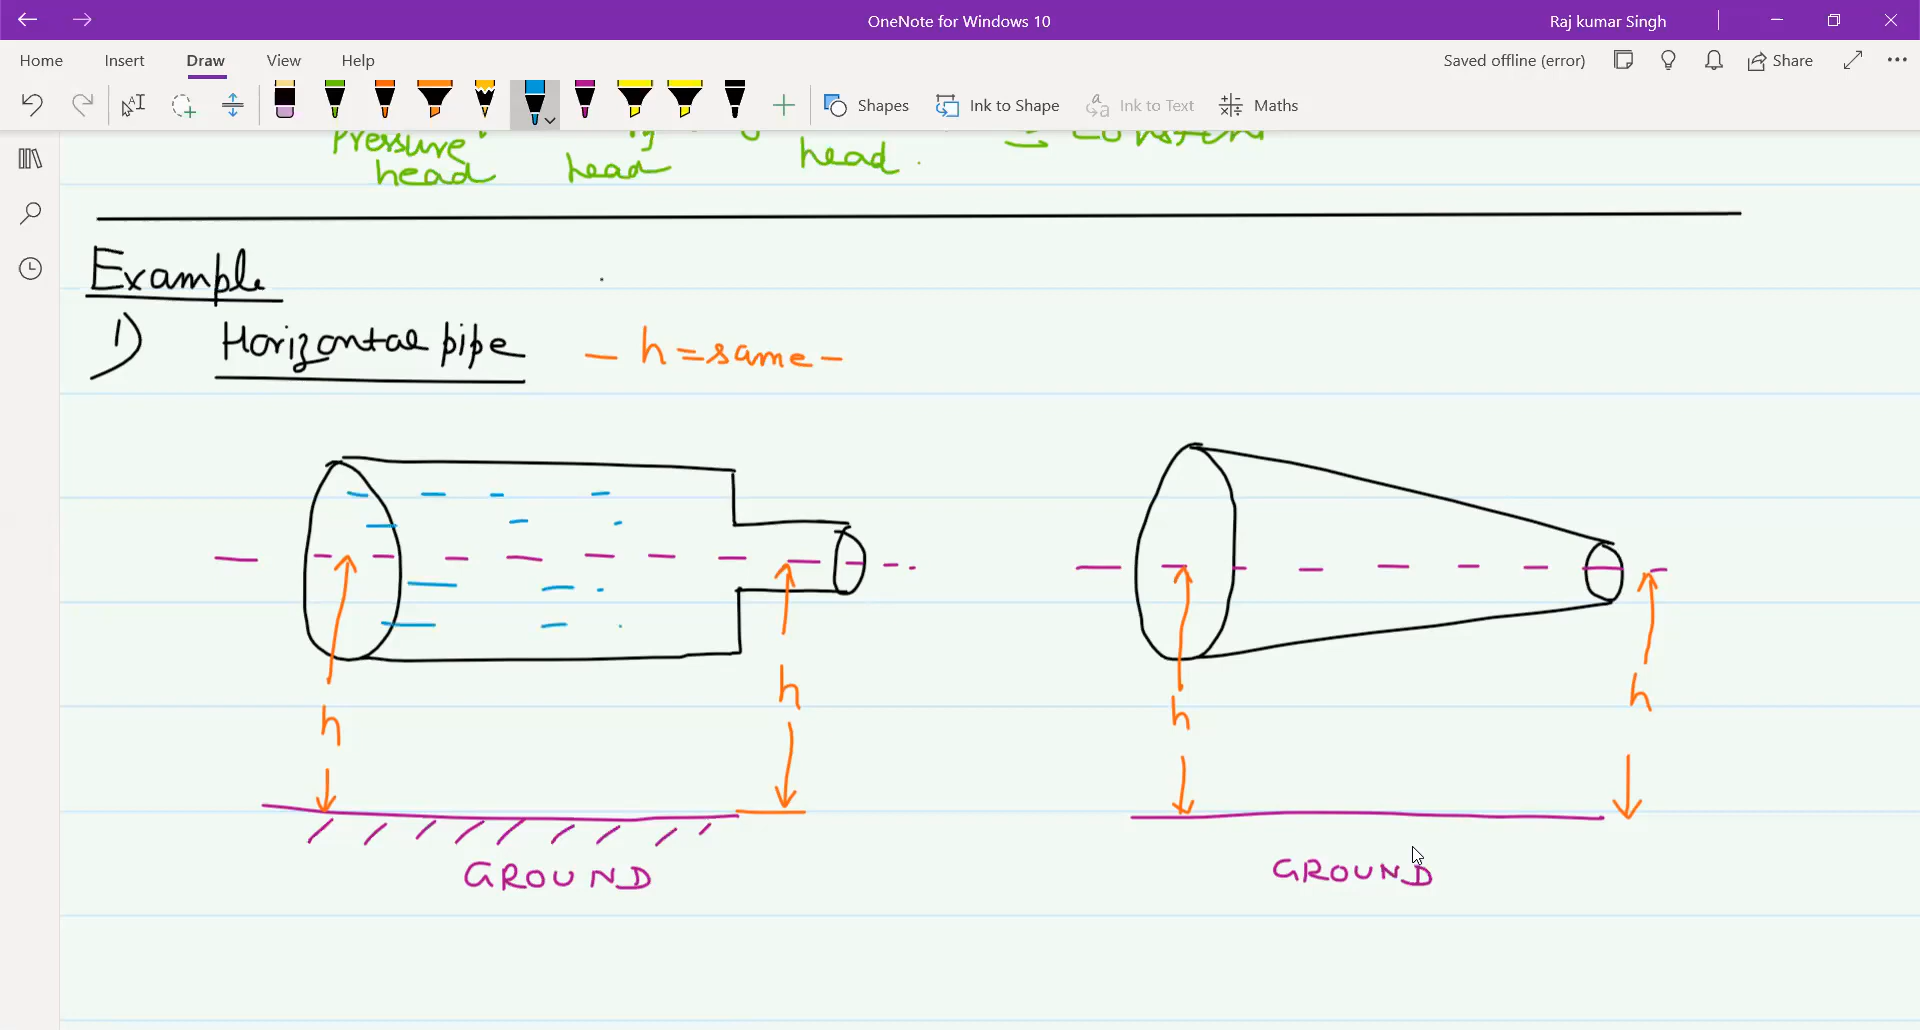 OneNote for Windows 10
Raj kumar Singh
Home Insert Draw View Help
Saved offline (error) Share
Shapes Ink to Shape Ink to Text Maths
Pressure head
head
head.
Example
1) Horizontal pipe - h = same -
h
h
h
h
GROUND
GROUND